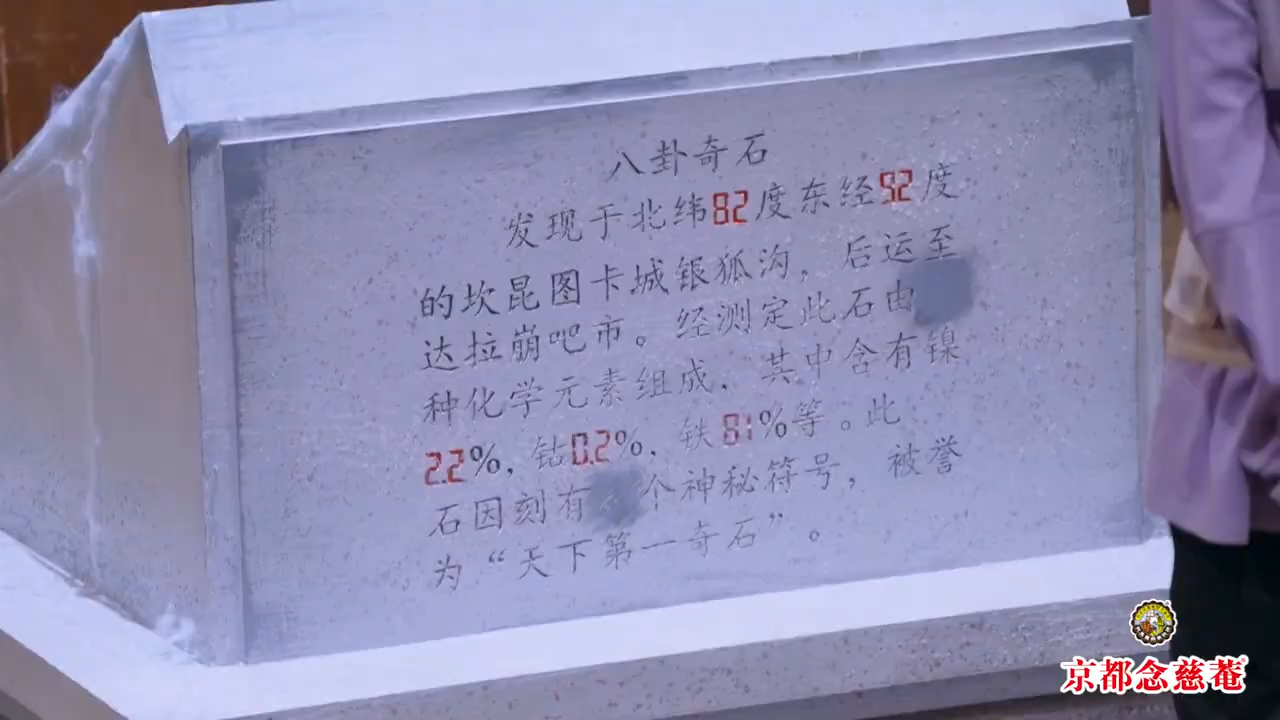 八卦奇石
发现于北纬82度东经92度
的坎昆图卡城银狐沟，后运至
达拉崩吧市。经测定此石由
种化学元素组成，其中含有镍
2.2%，钴0.2%，铁81%等。此
石因刻有个神秘符号，被誉
为“天下第一奇石”。
京都念慈菴